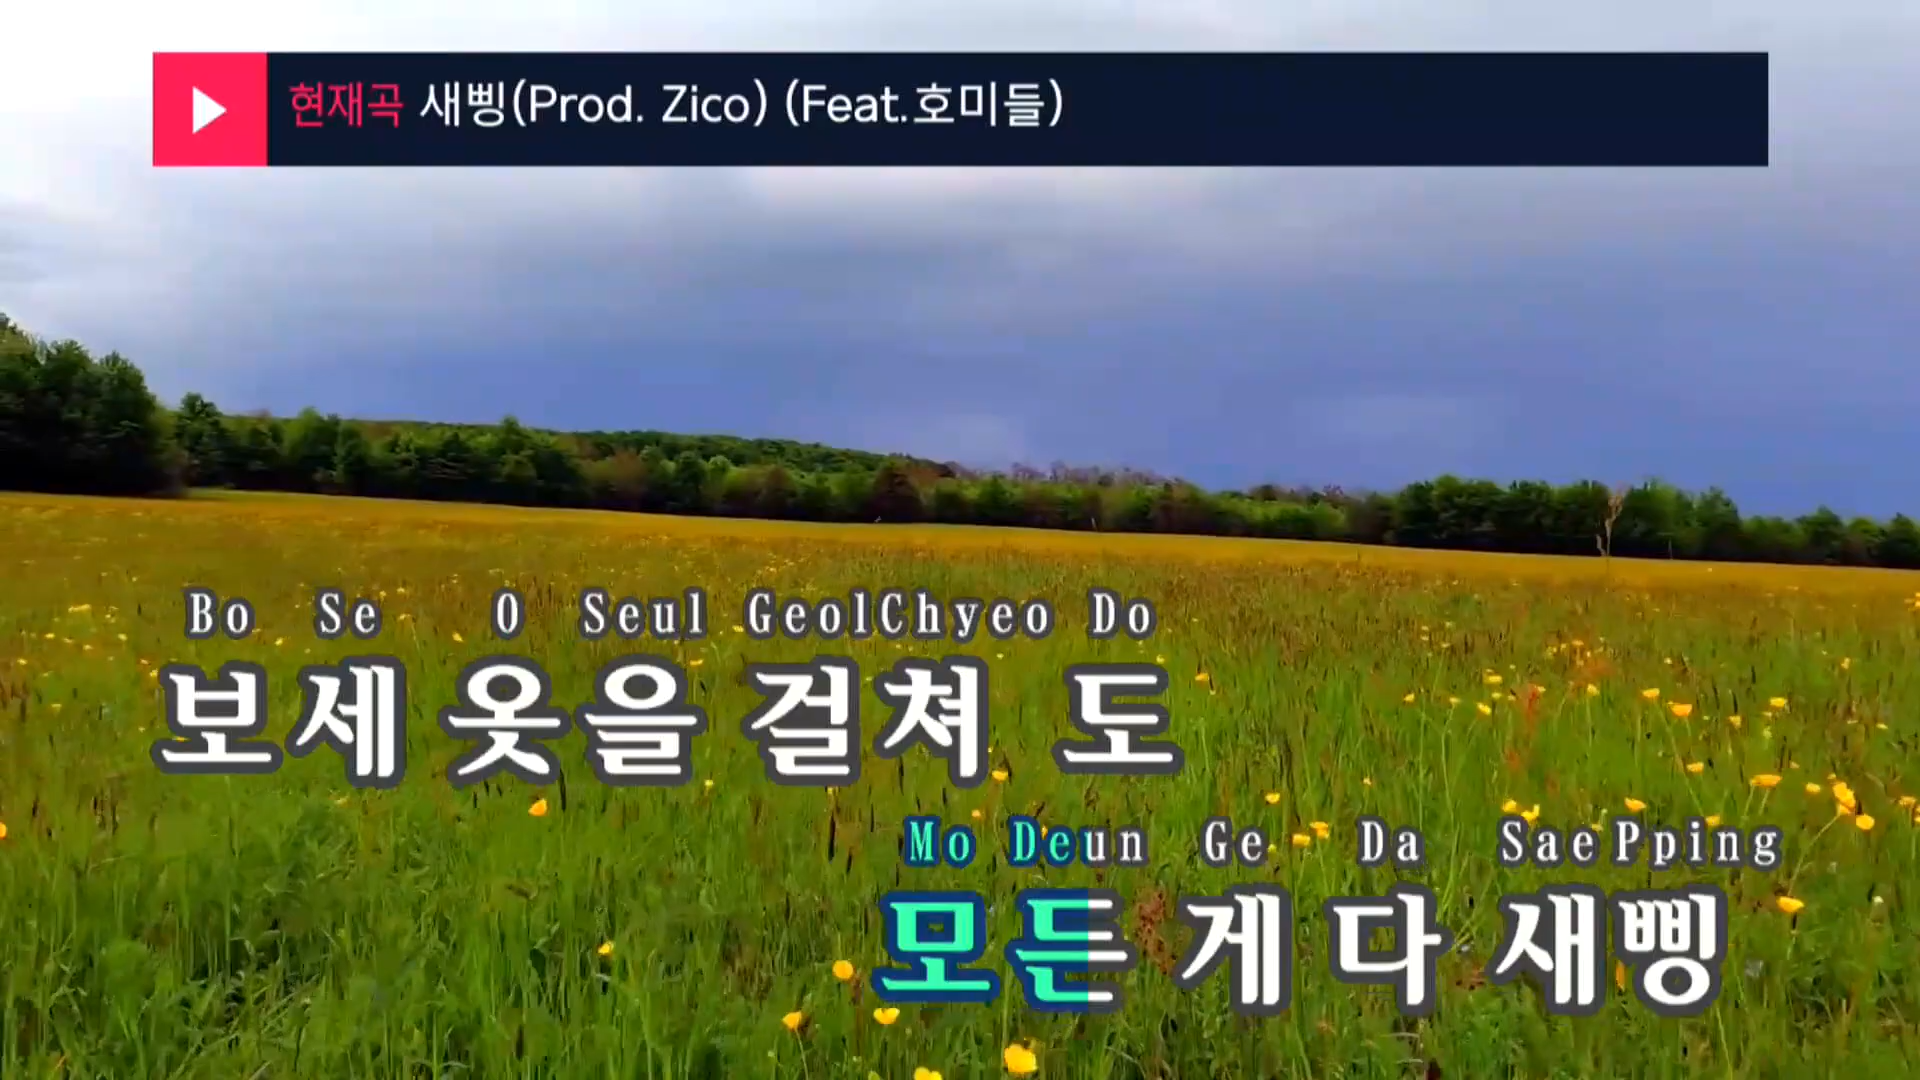 현재곡 새삥(Prod. Zico) (Feat.호미들)
Bo Se O Seul GeolChyeo Do
보세 옷을 걸쳐 도
Mo Deun Ge Da SaePping
모든 게 다 새삥